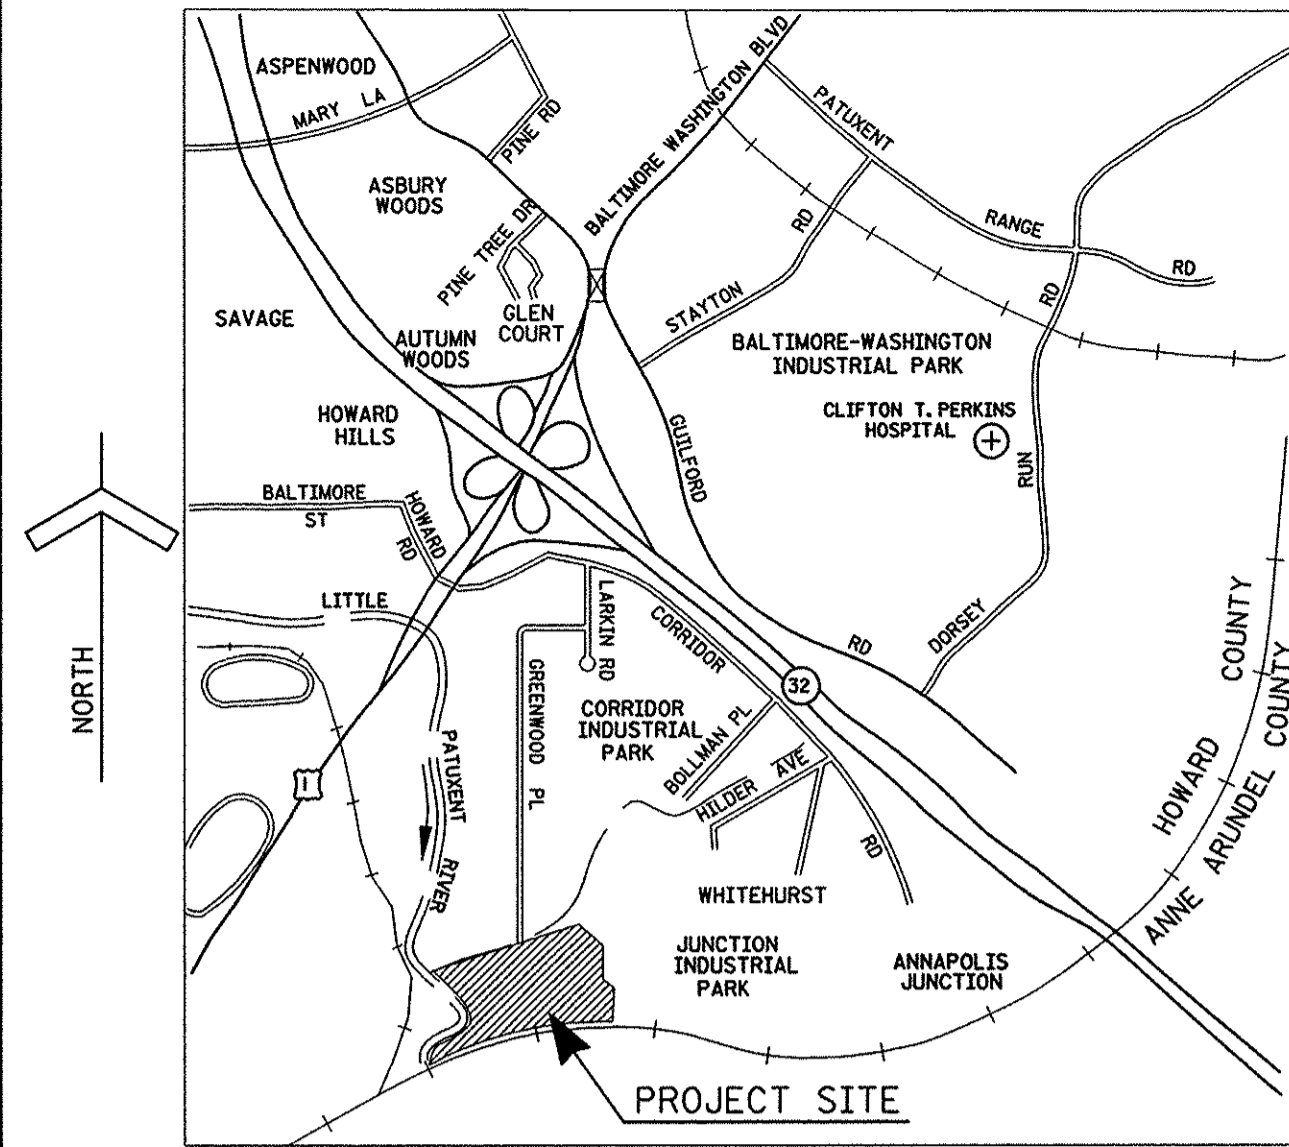 ASPENWOOD
MARY LA
PINE RD
BALTIMORE WASHINGTON BLVD
PATUXENT
RANGE
RD
ASBURY
WOODS
PINE TREE DR
GLEN
COURT
STAYTON
RD
RD
SAVAGE
AUTUMN
WOODS
BALTIMORE-WASHINGTON
INDUSTRIAL PARK
HOWARD
HILLS
CLIFTON T. PERKINS
HOSPITAL
GUILFORD
RUN
BALTIMORE
ST
HOWARD
RD
LITTLE
LARKIN RD
CORRIDOR
RD
DORSEY
COUNTY
COUNTY
NORTH
GREENWOOD PL
32
CORRIDOR
INDUSTRIAL
PARK
BOLLMAN PL
PATUXENT
1
HILDER AVE
HOWARD
ANNE ARUNDEL
RD
RIVER
WHITEHURST
JUNCTION
INDUSTRIAL
PARK
ANNAPOLIS
JUNCTION
PROJECT SITE